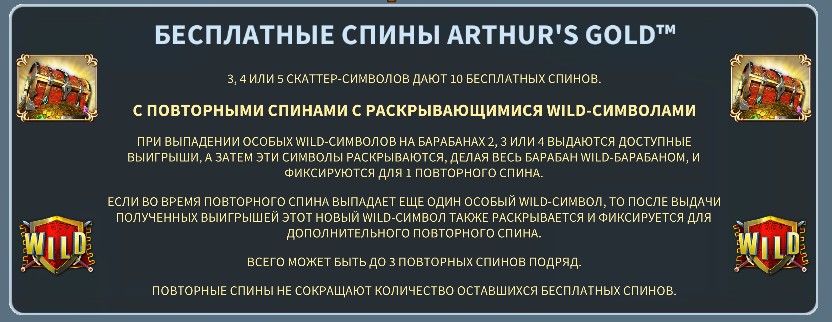 БЕСПЛАТНЫЕ СПИНЫ ARTHUR'S GOLD™
3, 4 ИЛИ 5 СКАТТЕР-СИМВОЛОВ ДАЮТ 10 БЕСПЛАТНЫХ СПИНОВ.
С ПОВТОРНЫМИ СПИНАМИ С РАСКРЫВАЮЩИМИСЯ WILD-СИМВОЛАМИ
ПРИ ВЫПАДЕНИИ ОСОБЫХ WILD-СИМВОЛОВ НА БАРАБАНАХ 2, 3 ИЛИ 4 ВЫДАЮТСЯ ДОСТУПНЫЕ
ВЫИГРЫШИ, А ЗАТЕМ ЭТИ СИМВОЛЫ РАСКРЫВАЮТСЯ, ДЕЛАЯ ВЕСЬ БАРАБАН WILD-БАРАБАНОМ, И
ФИКСИРУЮТСЯ ДЛЯ 1 ПОВТОРНОГО СПИНА.
ЕСЛИ ВО ВРЕМЯ ПОВТОРНОГО СПИНА ВЫПАДАЕТ ЕЩЕ ОДИН ОСОБЫЙ WILD-СИМВОЛ, ТО ПОСЛЕ ВЫДАЧИ
ПОЛУЧЕННЫХ ВЫИГРЫШЕЙ ЭТОТ НОВЫЙ WILD-СИМВОЛ ТАКЖЕ РАСКРЫВАЕТСЯ И ФИКСИРУЕТСЯ ДЛЯ
ДОПОЛНИТЕЛЬНОГО ПОВТОРНОГО СПИНА.
WILD
WILD
ВСЕГО МОЖЕТ БЫТЬ ДО 3 ПОВТОРНЫХ СПИНОВ ПОДРЯД.
ПОВТОРНЫЕ СПИНЫ НЕ СОКРАЩАЮТ КОЛИЧЕСТВО ОСТАВШИХСЯ БЕСПЛАТНЫХ СПИНОВ.